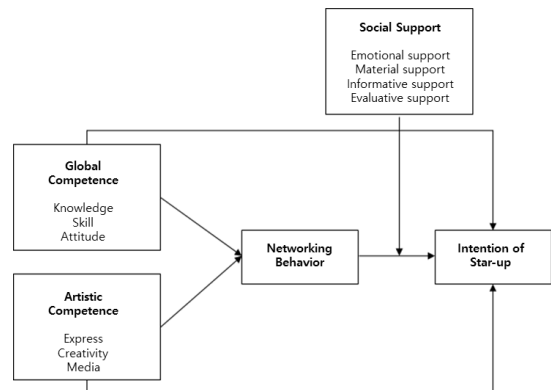 Social Support
Emotional support
Material support
Informative support
Evaluative support
Global
Competence
Knowledge
Skill
Attitude
Networking
Behavior
Intention of
Star-up
Artistic
Competence
Express
Creativity
Media